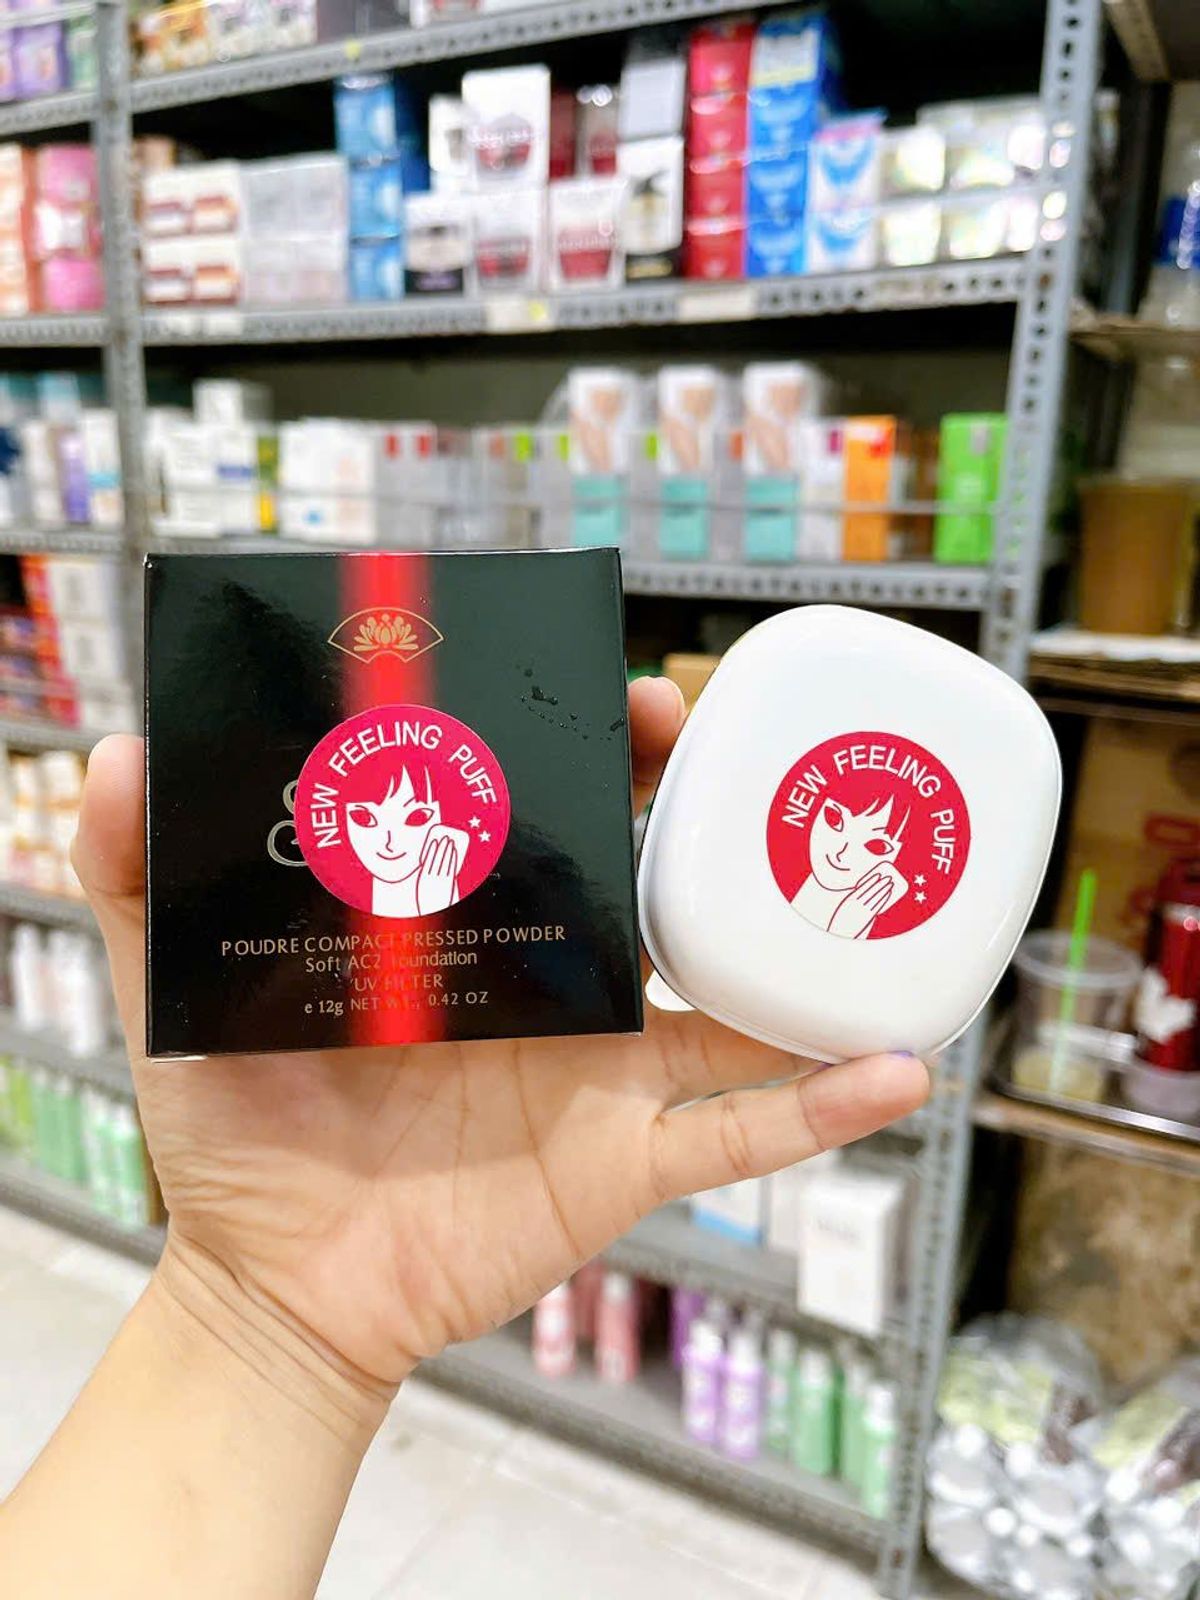 NEW FEELING PUFF
POUDRE COMPACT PRESSED POWDER
Soft AC2 foundation
UV FILTER
e 12g NET WT. 0.42 OZ
NEW FEELING PUFF